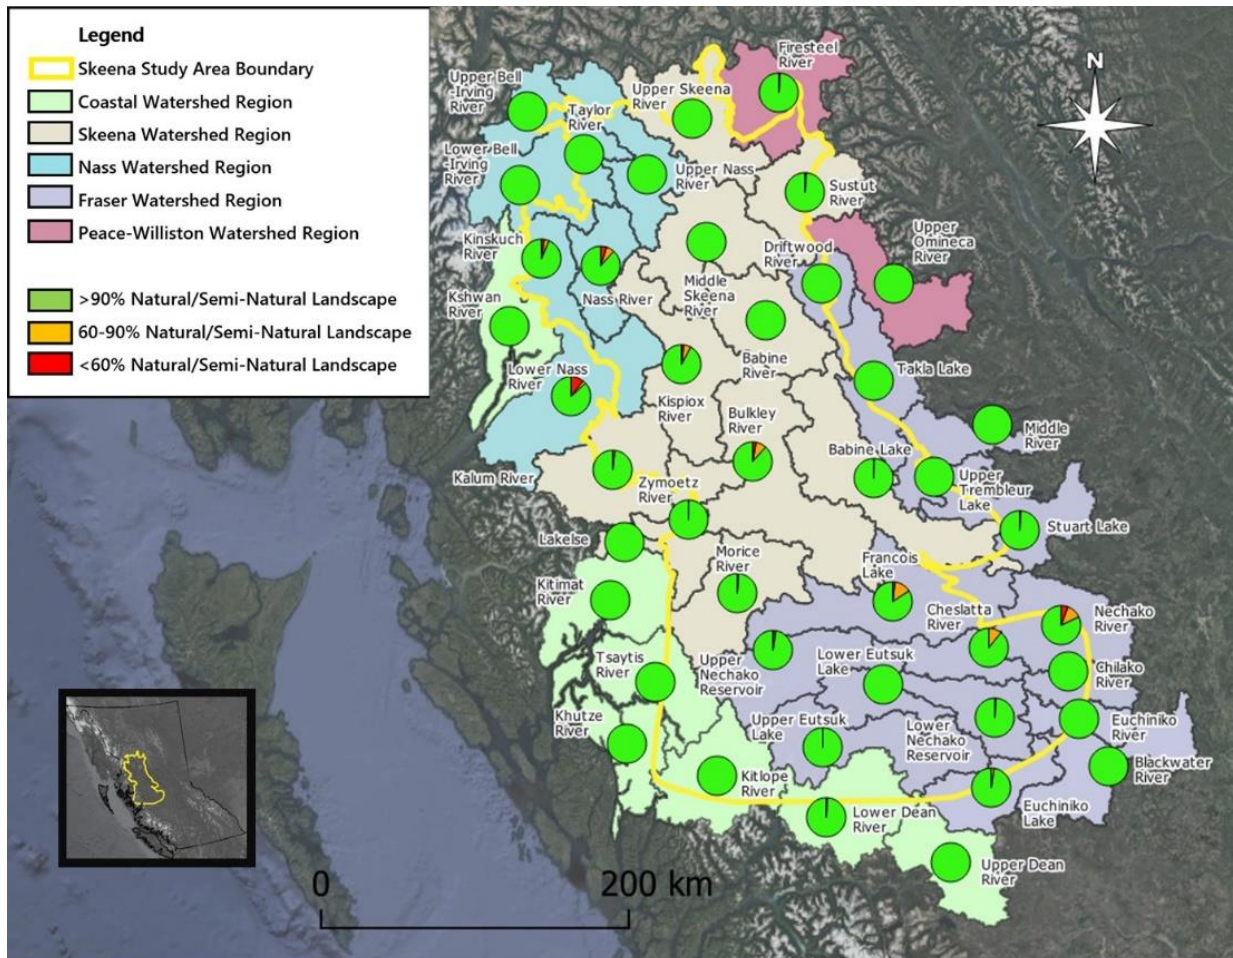 Legend
Skeena Study Area Boundary
Coastal Watershed Region
Skeena Watershed Region
Nass Watershed Region
Fraser Watershed Region
Peace-Williston Watershed Region
>90% Natural/Semi-Natural Landscape
60-90% Natural/Semi-Natural Landscape
<60% Natural/Semi-Natural Landscape
N
Firesteel
River
Upper Bell
-Irving
River
Taylor
River
Upper Skeena
River
Lower Bell
-Irving
River
Upper Nass
River
Sustut
River
Kinskuch
River
Nass River
Middle
Skeena
River
Driftwood
River
Upper
Omineca
River
Kshwan
River
Babine
River
Lower Nass
River
Kispiox
River
Takla Lake
Bulkley
River
Babine Lake
Middle
River
Kalum River
Zymoetz
River
Upper
Trembleur
Lake
Stuart Lake
Lakelse
Morice
River
Francois
Lake
Kitimat
River
Cheslatta
River
Nechako
River
Tsaytis
River
Upper
Nechako
Reservoir
Lower Eutsuk
Lake
Chilako
River
Khutze
River
Upper Eutsuk
Lake
Lower
Nechako
Reservoir
Euchiniko
River
Blackwater
River
Kitlope
River
Lower Dean
River
Euchiniko
Lake
Upper Dean
River
0
200 km